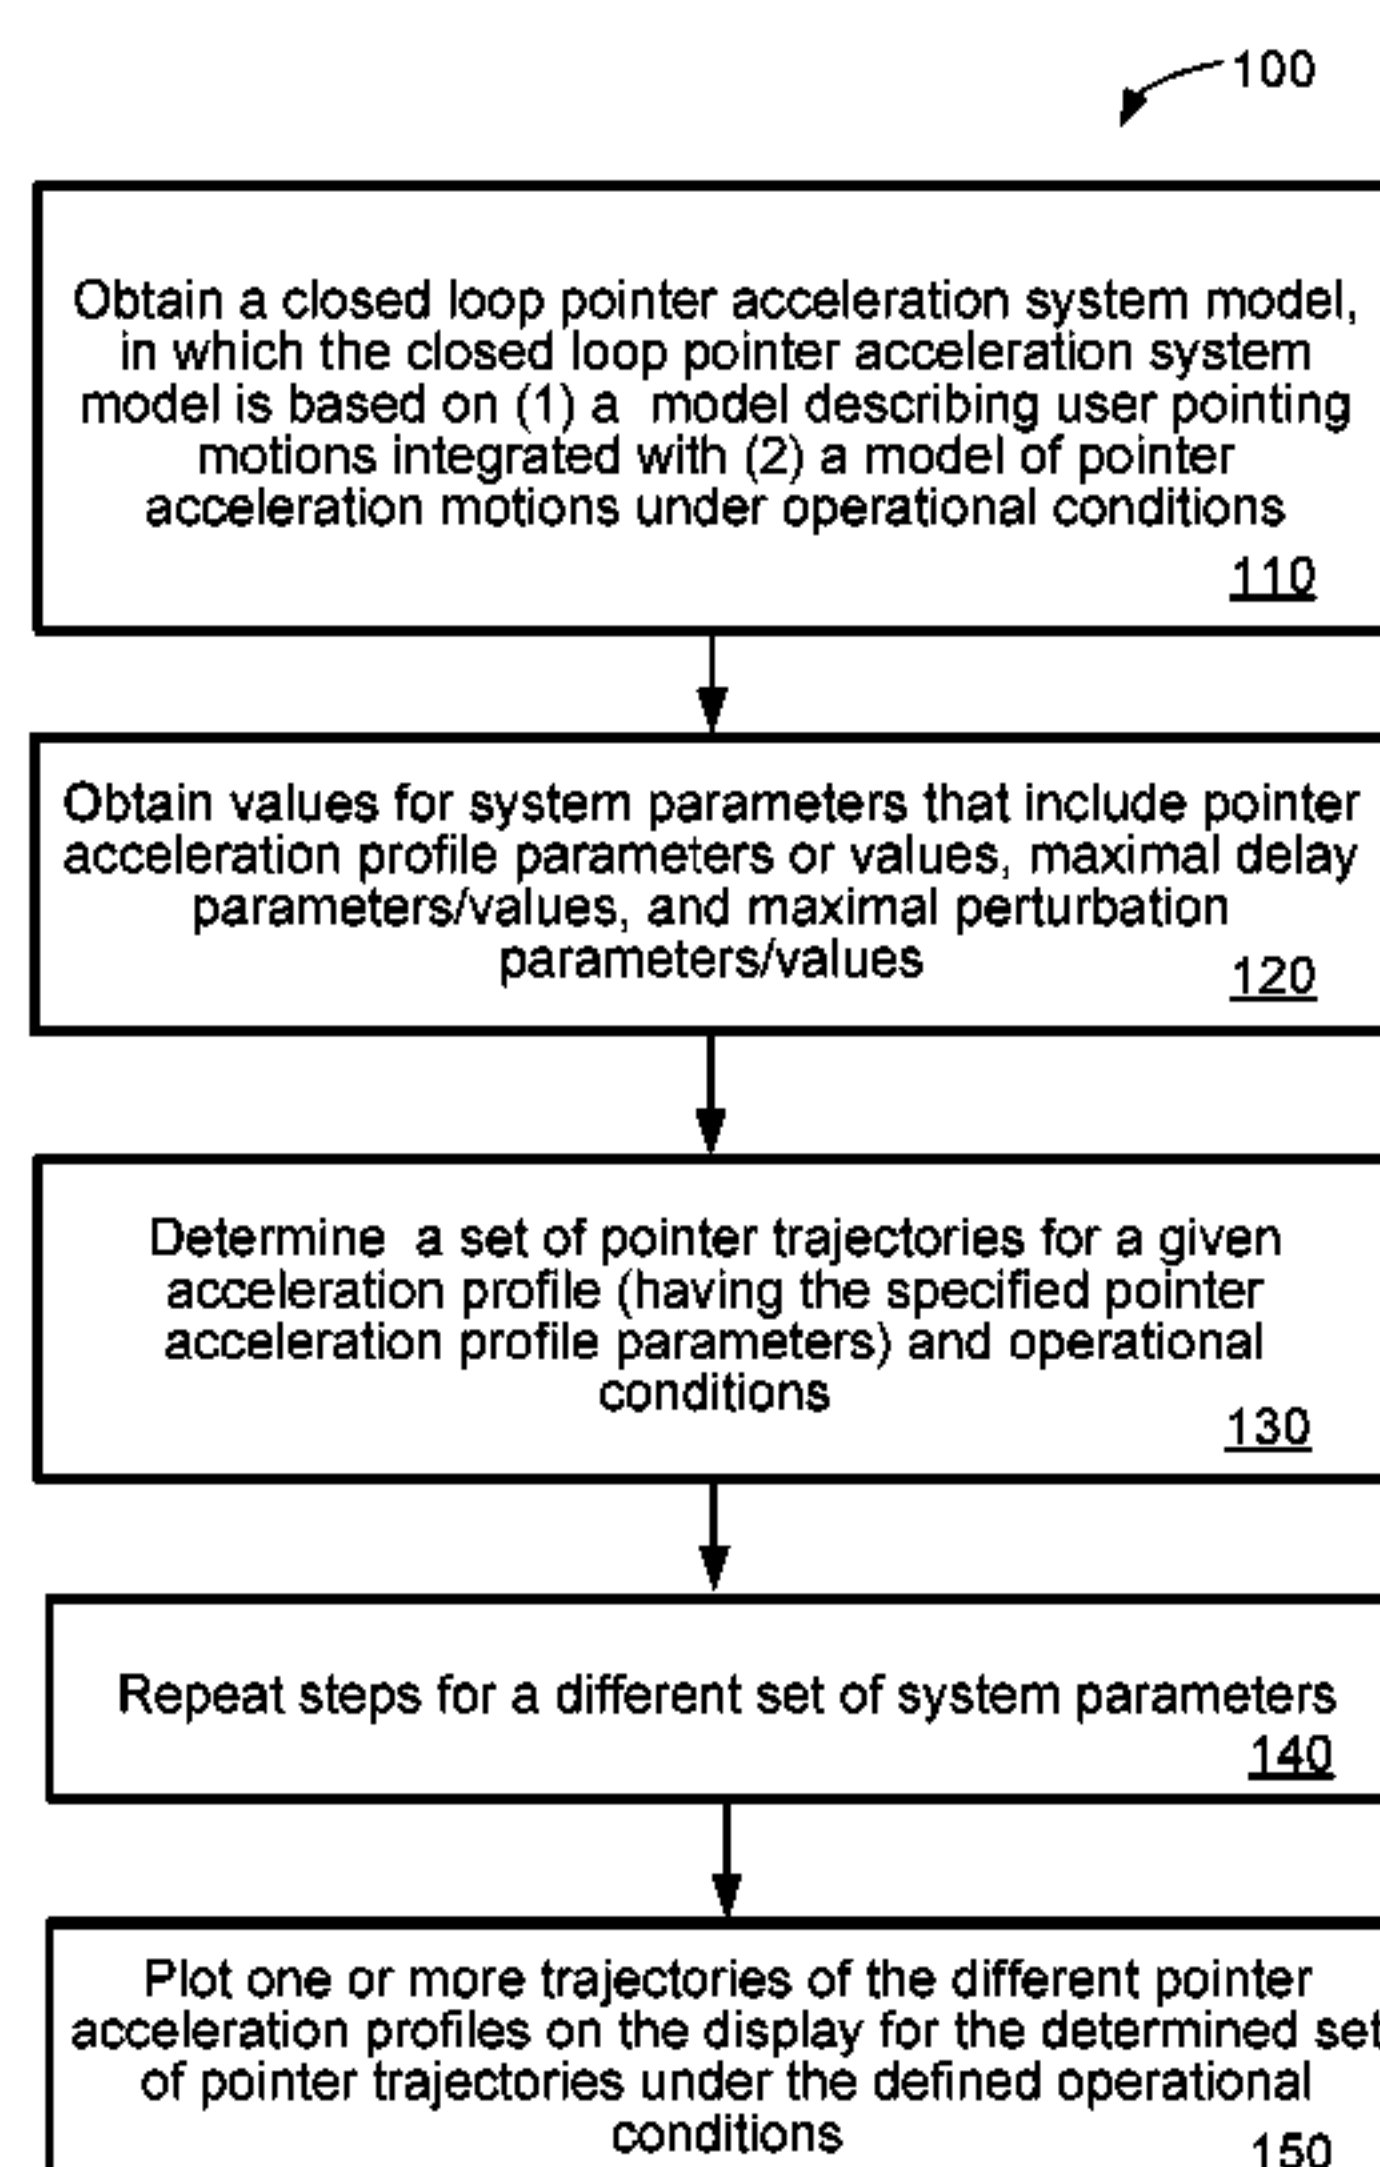 100
Obtain a closed loop pointer acceleration system model,
in which the closed loop pointer acceleration system
model is based on (1) a model describing user pointing
motions integrated with (2) a model of pointer
acceleration motions under operational conditions
110
Obtain values for system parameters that include pointer
acceleration profile parameters or values, maximal delay
parameters/values, and maximal perturbation
parameters/values
120
Determine a set of pointer trajectories for a given
acceleration profile (having the specified pointer
acceleration profile parameters) and operational
conditions
130
Repeat steps for a different set of system parameters
140
Plot one or more trajectories of the different pointer
acceleration profiles on the display for the determined set
of pointer trajectories under the defined operational
conditions
150